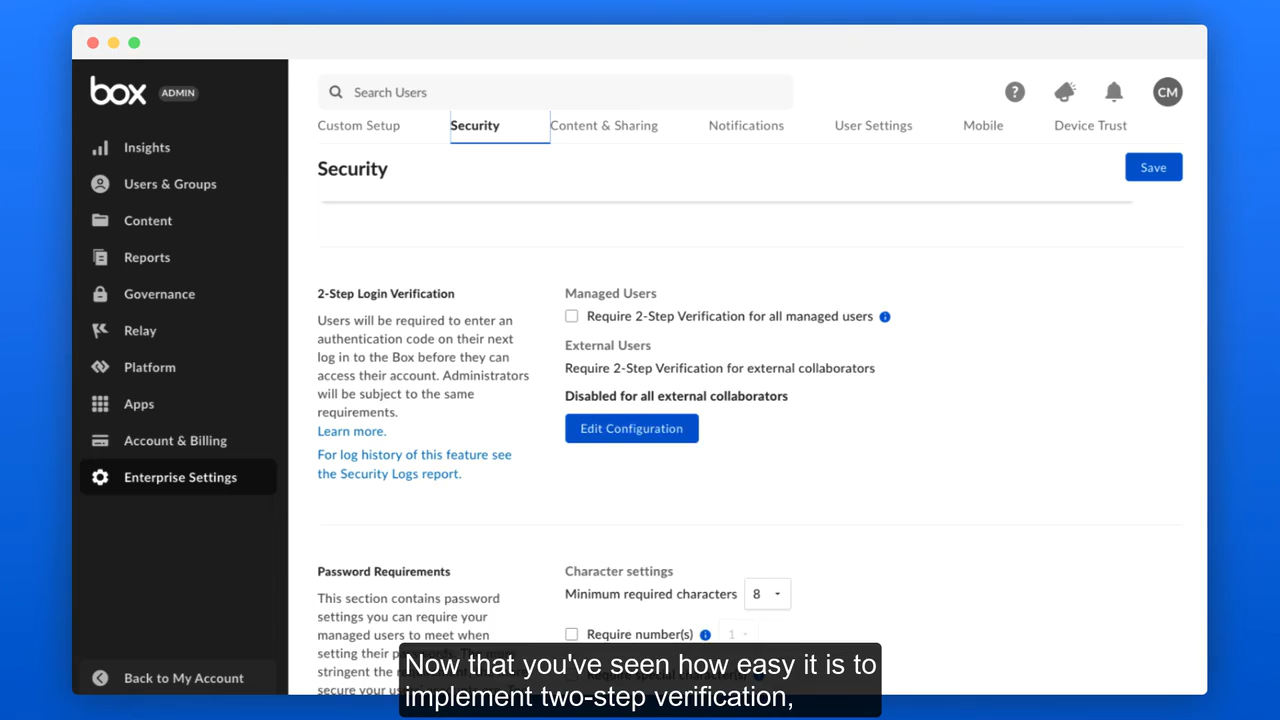 box ADMIN
Search Users
?
CM
Custom Setup
Security
Content & Sharing
Notifications
User Settings
Mobile
Device Trust
Security
Save
Insights
Users & Groups
Content
Reports
Governance
Relay
Platform
Apps
Account & Billing
Enterprise Settings
Back to My Account
2-Step Login Verification
Users will be required to enter an
authentication code on their next
log in to the Box before they can
access their account. Administrators
will be subject to the same
requirements.
Learn more.
For log history of this feature see
the Security Logs report.
Managed Users
Require 2-Step Verification for all managed users
External Users
Require 2-Step Verification for external collaborators
Disabled for all external collaborators
Edit Configuration
Password Requirements
This section contains password
settings you can require your
managed users to meet when
setting their
stringent the
secure your
Character settings
Minimum required characters 8
Require number(s) 1
Now that you've seen how easy it is to
implement two-step verification,